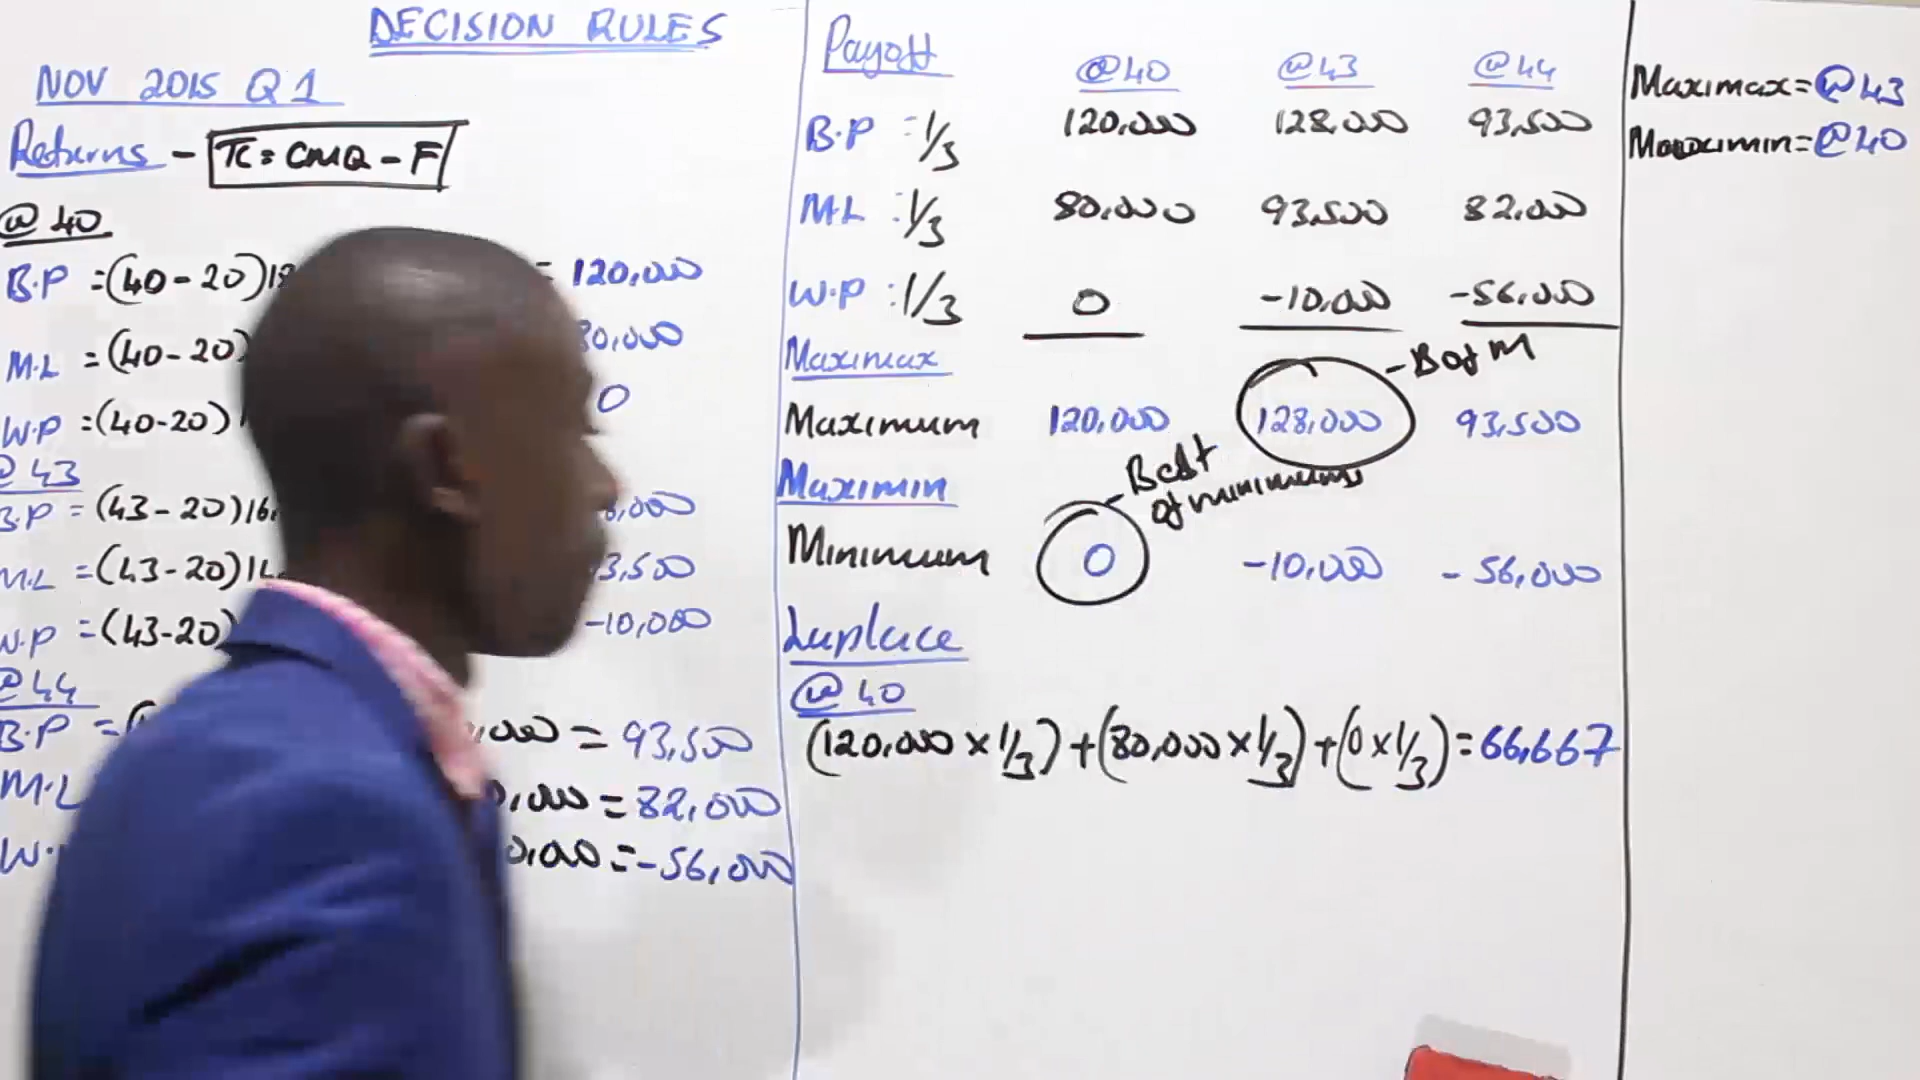 DECISION RULES
NOV 2015 Q1
Returns - π = CMQ - F
@ 40
B.P = (40 - 20) = 120,000
M.L = (40 - 20)
W.P = (40 - 20) 0
@ 43
B.P = (43 - 20) 16
M.L = (43 - 20) 14
W.P = (43 - 20) -10,000
@ 44
B.P = = 93,500
M.L = 82,000
= -56,000
Payoff @40 @43 @44
B.P = 1/3 120,000 128,000 93,500
M.L : 1/3 80,000 93,500 82,000
W.P : 1/3 0 -10,000 -56,000
Maximax - B of M
Maximum 120,000 128,000 93,500
Maximin - Best of minimums
Minimum 0 -10,000 -56,000
Laplace
@ 40
(120,000 x 1/3) + (80,000 x 1/3) + (0 x 1/3) = 66,667
Maximax = @ 43
Maximin = @ 40